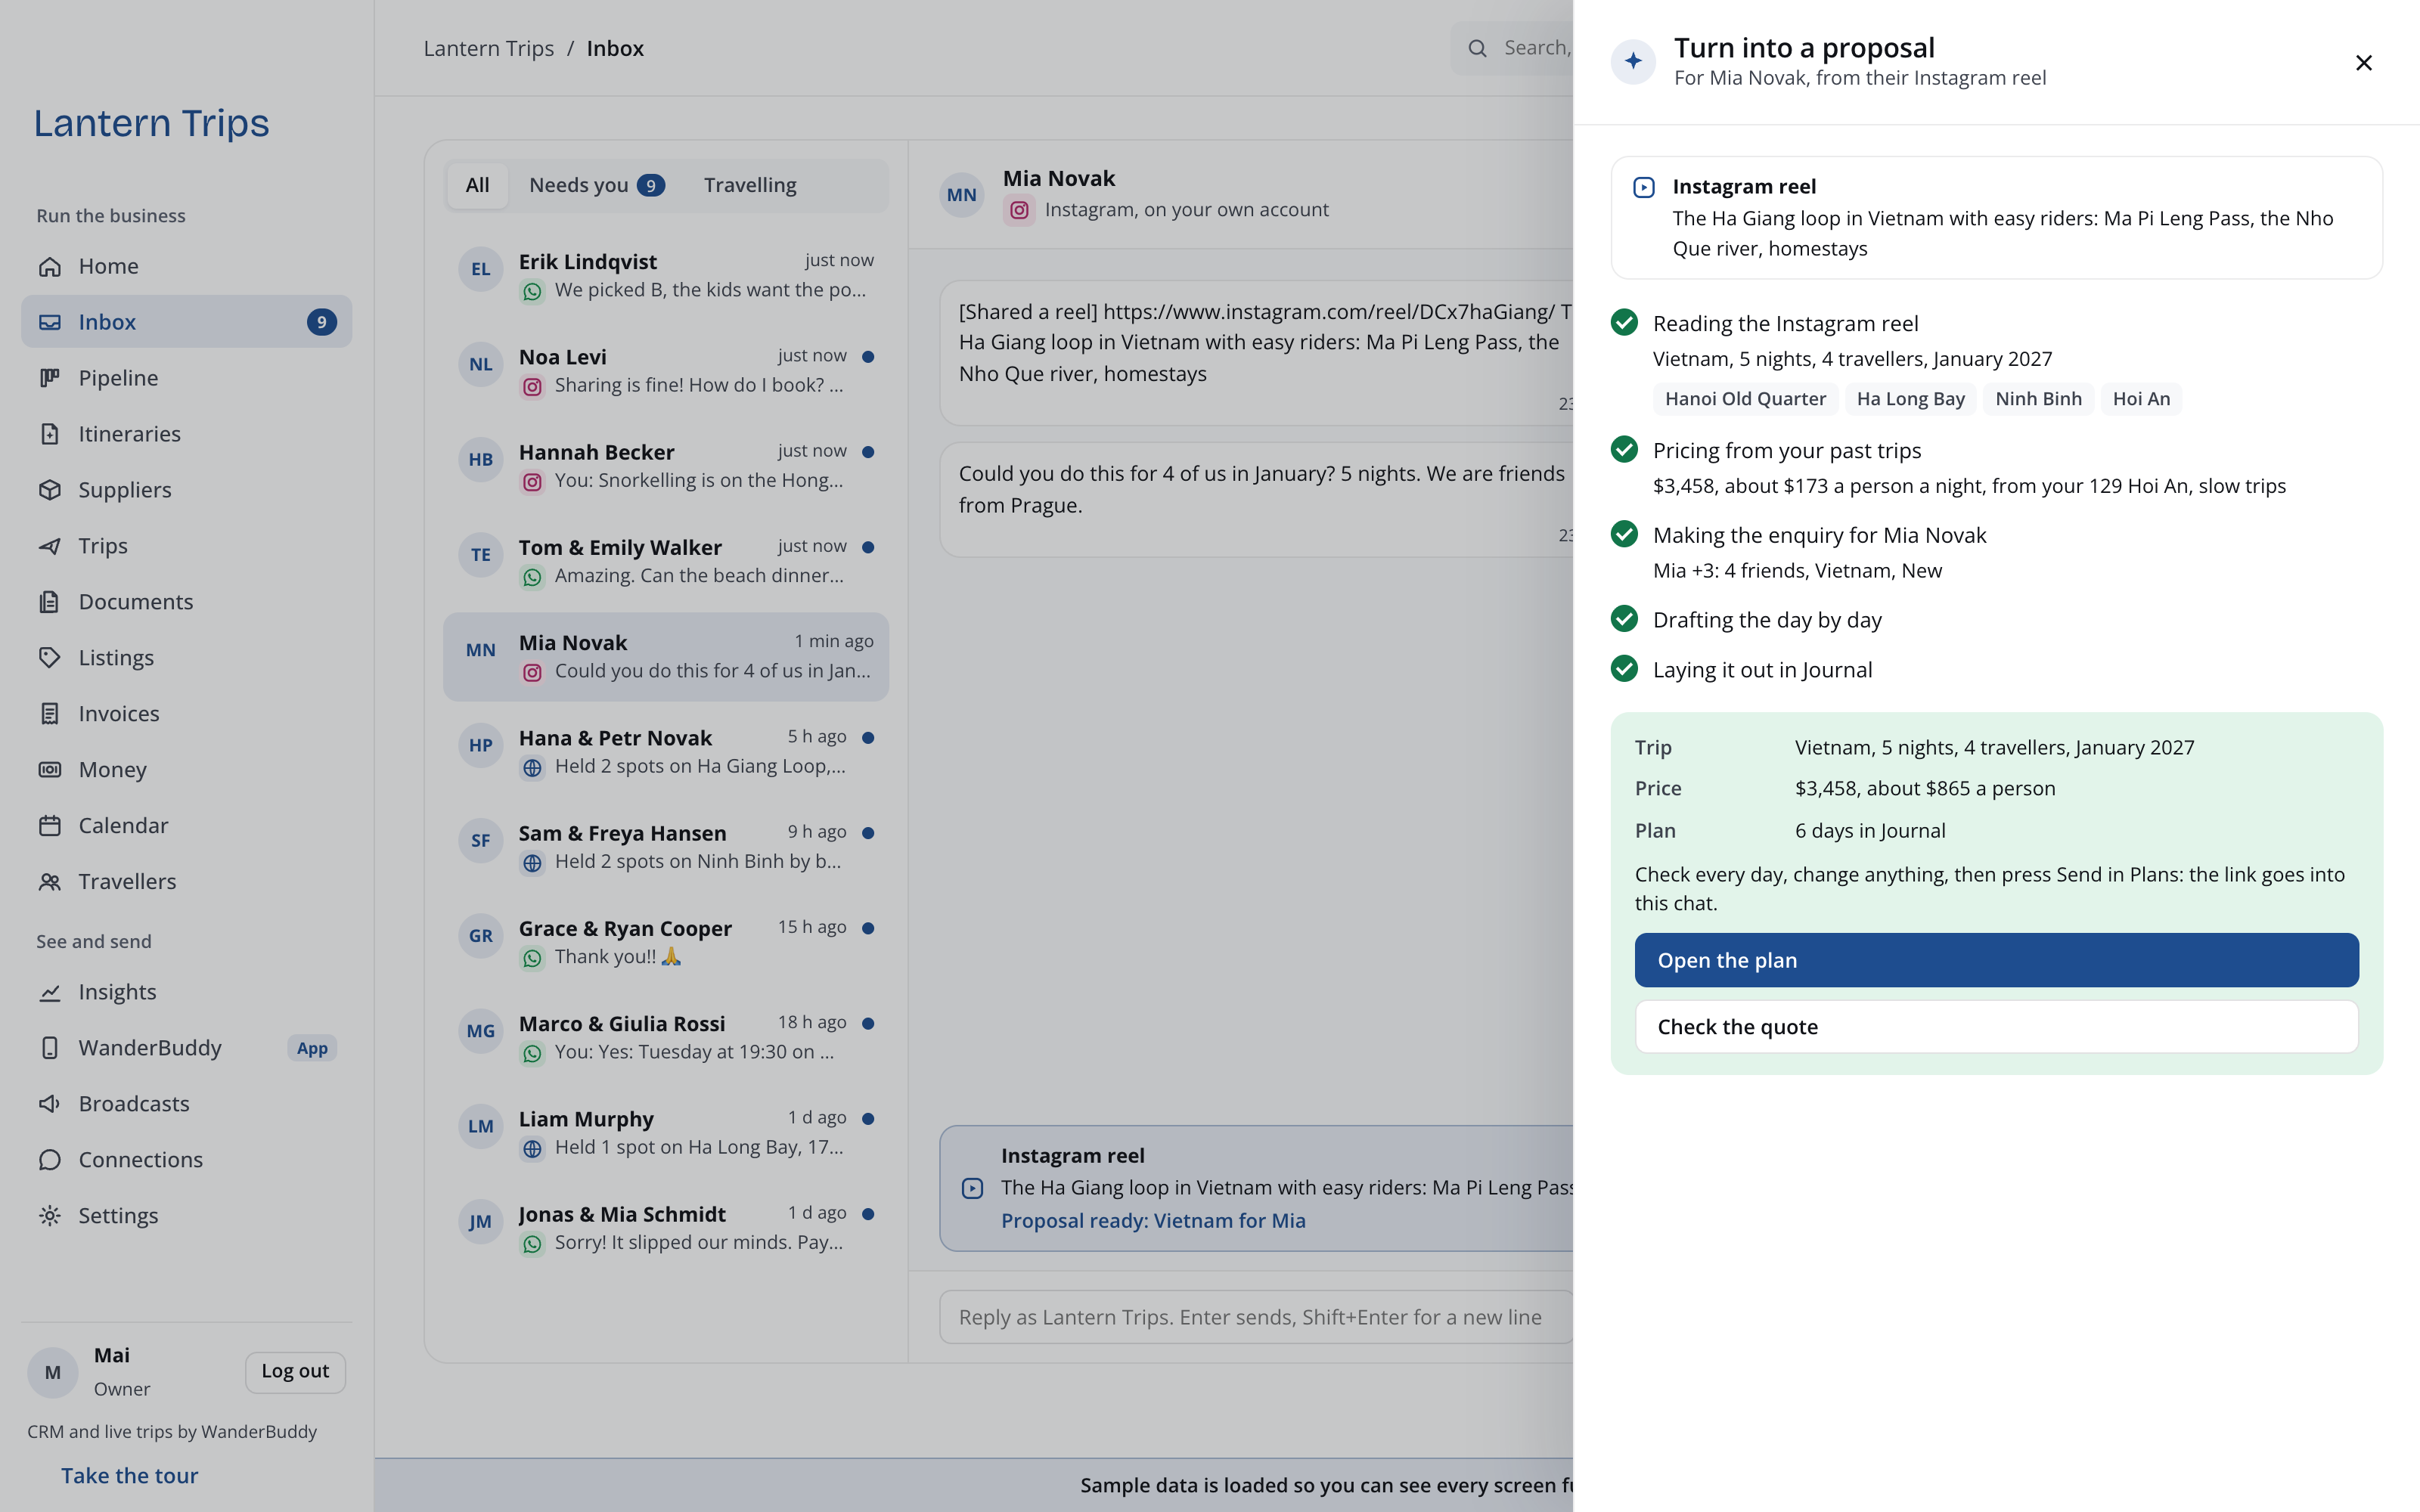 Lantern Trips
Run the business
Home
Inbox 9
Pipeline
Itineraries
Suppliers
Trips
Documents
Listings
Invoices
Money
Calendar
Travellers
See and send
Insights
WanderBuddy App
Broadcasts
Connections
Settings
M
Mai
Owner
Log out
CRM and live trips by WanderBuddy
Take the tour
Lantern Trips / Inbox
Search,
All Needs you 9 Travelling
EL Erik Lindqvist just now
We picked B, the kids want the po...
NL Noa Levi just now
Sharing is fine! How do I book? ...
HB Hannah Becker just now
You: Snorkelling is on the Hong...
TE Tom & Emily Walker just now
Amazing. Can the beach dinner...
MN Mia Novak 1 min ago
Could you do this for 4 of us in Jan...
HP Hana & Petr Novak 5 h ago
Held 2 spots on Ha Giang Loop,...
SF Sam & Freya Hansen 9 h ago
Held 2 spots on Ninh Binh by b...
GR Grace & Ryan Cooper 15 h ago
Thank you!! 🙏
MG Marco & Giulia Rossi 18 h ago
You: Yes: Tuesday at 19:30 on ...
LM Liam Murphy 1 d ago
Held 1 spot on Ha Long Bay, 17...
JM Jonas & Mia Schmidt 1 d ago
Sorry! It slipped our minds. Pay...
MN Mia Novak
Instagram, on your own account
[Shared a reel] https://www.instagram.com/reel/DCx7haGiang/
Ha Giang loop in Vietnam with easy riders: Ma Pi Leng Pass, the
Nho Que river, homestays
Could you do this for 4 of us in January? 5 nights. We are friends
from Prague.
Instagram reel
The Ha Giang loop in Vietnam with easy riders: Ma Pi Leng Pass
Proposal ready: Vietnam for Mia
Reply as Lantern Trips. Enter sends, Shift+Enter for a new line
Sample data is loaded so you can see every screen
Turn into a proposal
For Mia Novak, from their Instagram reel
Instagram reel
The Ha Giang loop in Vietnam with easy riders: Ma Pi Leng Pass, the Nho
Que river, homestays
Reading the Instagram reel
Vietnam, 5 nights, 4 travellers, January 2027
Hanoi Old Quarter Ha Long Bay Ninh Binh Hoi An
Pricing from your past trips
$3,458, about $173 a person a night, from your 129 Hoi An, slow trips
Making the enquiry for Mia Novak
Mia +3: 4 friends, Vietnam, New
Drafting the day by day
Laying it out in Journal
Trip Vietnam, 5 nights, 4 travellers, January 2027
Price $3,458, about $865 a person
Plan 6 days in Journal
Check every day, change anything, then press Send in Plans: the link goes into
this chat.
Open the plan
Check the quote